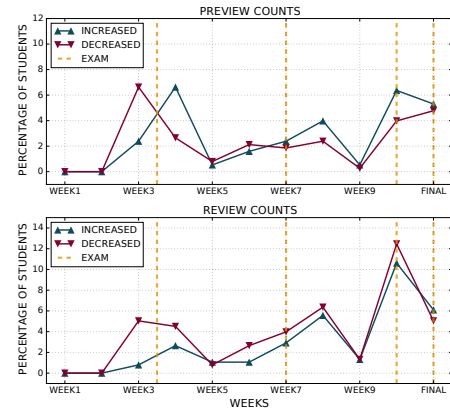 PREVIEW COUNTS
PERCENTAGE OF STUDENTS
12
10
8
6
4
2
0
INCREASED
DECREASED
EXAM
WEEK1 WEEK3 WEEK5 WEEK7 WEEK9 FINAL
REVIEW COUNTS
PERCENTAGE OF STUDENTS
14
12
10
8
6
4
2
0
INCREASED
DECREASED
EXAM
WEEK1 WEEK3 WEEK5 WEEK7 WEEK9 FINAL
WEEKS